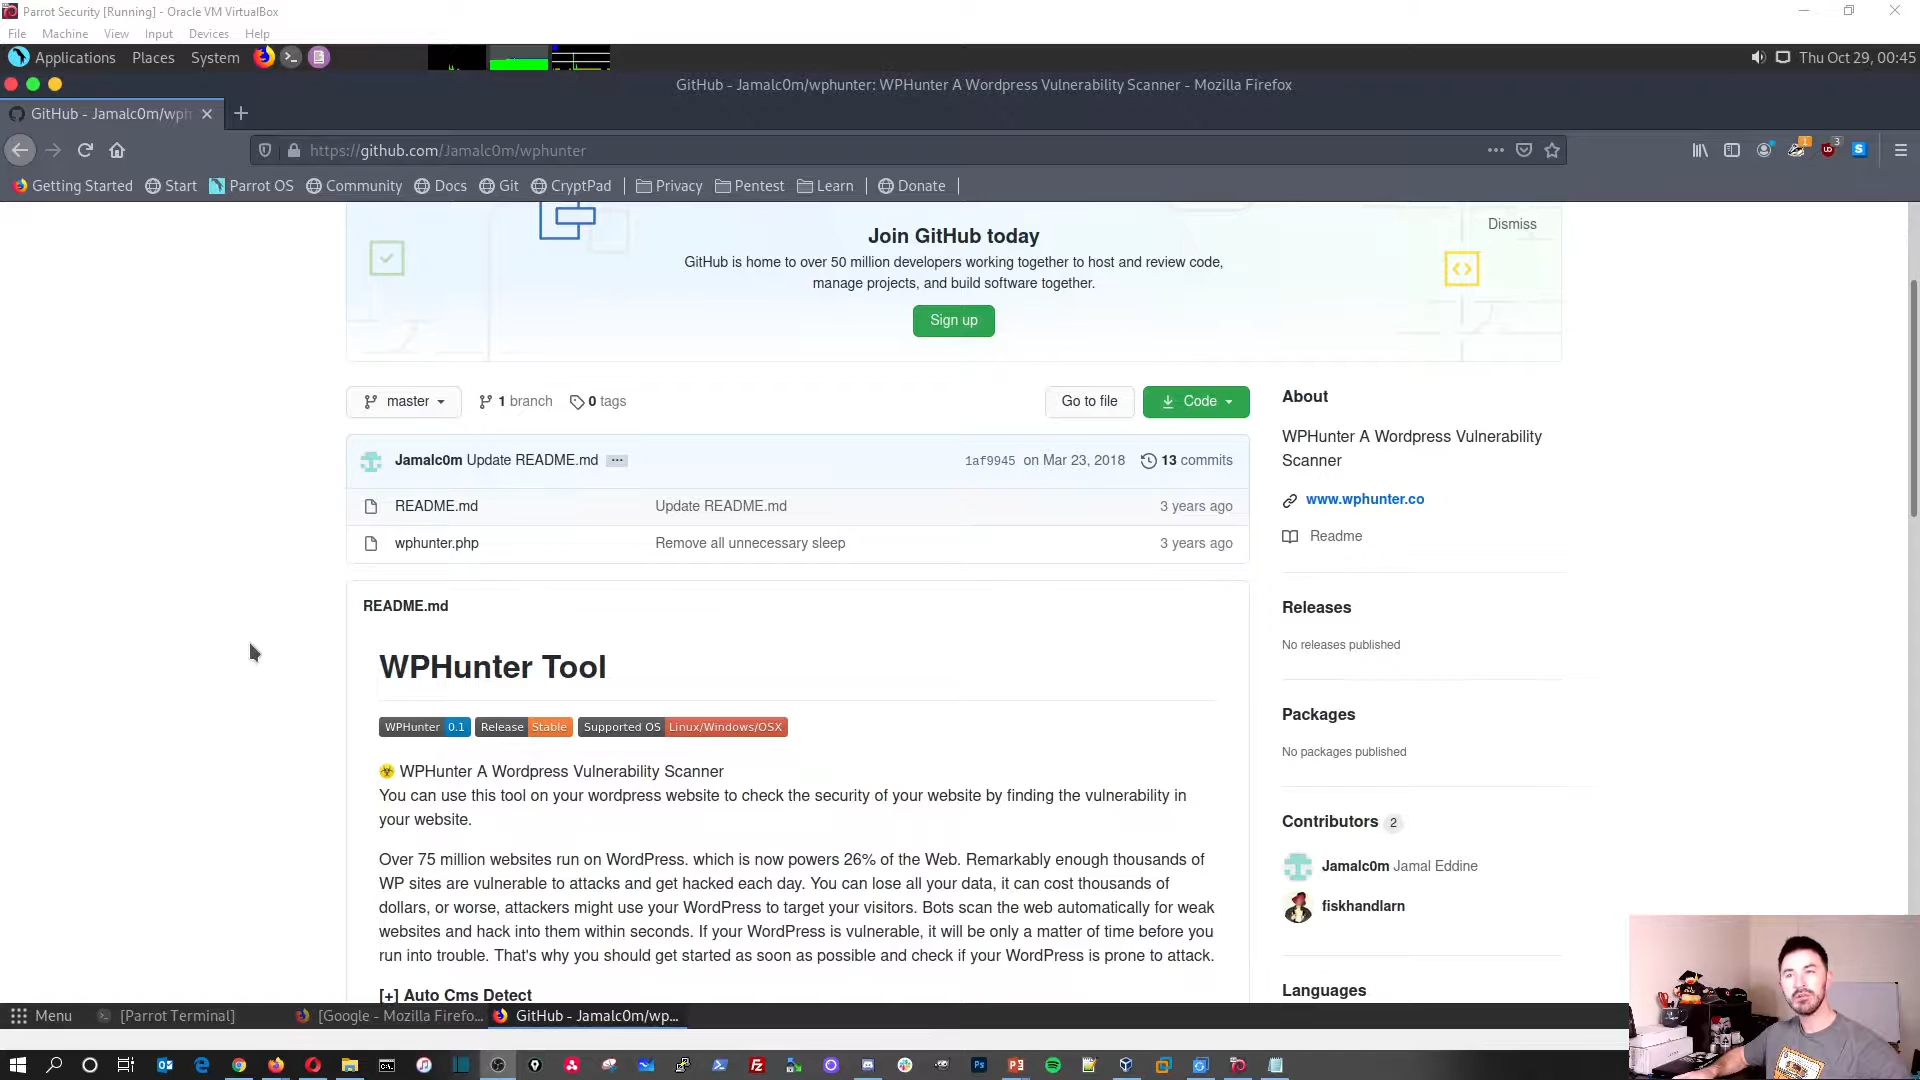 Parrot Security [Running] - Oracle VM VirtualBox
File Machine View Input Devices Help
Applications Places System
Thu Oct 29, 00:45
GitHub - Jamalc0m/wphunter: WPHunter A Wordpress Vulnerability Scanner - Mozilla Firefox
GitHub - Jamalc0m/wph
https://github.com/Jamalc0m/wphunter
1
3
Getting Started Start Parrot OS Community Docs Git CryptPad Privacy Pentest Learn Donate
Dismiss
Join GitHub today
GitHub is home to over 50 million developers working together to host and review code,
manage projects, and build software together.
Sign up
master
1 branch
0 tags
Go to file
Code
Jamalc0m Update README.md
1af9945 on Mar 23, 2018
13 commits
README.md Update README.md 3 years ago
wphunter.php Remove all unnecessary sleep 3 years ago
README.md
WPHunter Tool
WPHunter 0.1 Release Stable Supported OS Linux/Windows/OSX
WPHunter A Wordpress Vulnerability Scanner
You can use this tool on your wordpress website to check the security of your website by finding the vulnerability in
your website.
Over 75 million websites run on WordPress. which is now powers 26% of the Web. Remarkably enough thousands of
WP sites are vulnerable to attacks and get hacked each day. You can lose all your data, it can cost thousands of
dollars, or worse, attackers might use your WordPress to target your visitors. Bots scan the web automatically for weak
websites and hack into them within seconds. If your WordPress is vulnerable, it will be only a matter of time before you
run into trouble. That's why you should get started as soon as possible and check if your WordPress is prone to attack.
[+] Auto Cms Detect
About
WPHunter A Wordpress Vulnerability
Scanner
www.wphunter.co
Readme
Releases
No releases published
Packages
No packages published
Contributors 2
Jamalc0m Jamal Eddine
fiskhandlarn
Languages
Menu
[Parrot Terminal]
[Google - Mozilla Firefo...
GitHub - Jamalc0m/wp...